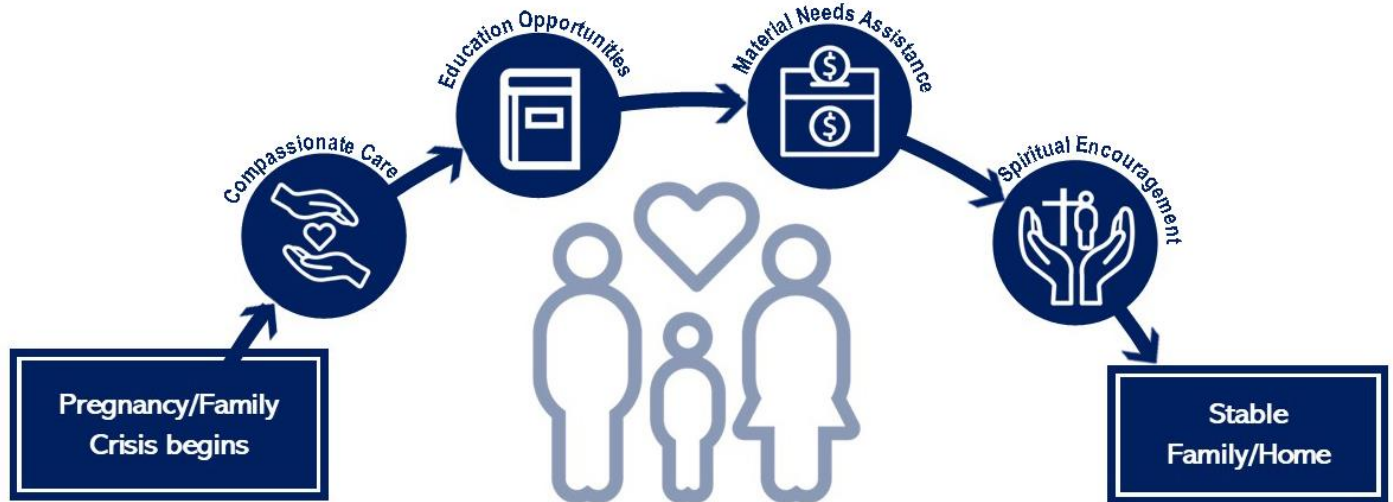 Pregnancy/Family
Crisis begins
Compassionate Care
Education Opportunities
Material Needs Assistance
$
$
Spiritual Encouragement
Stable
Family/Home